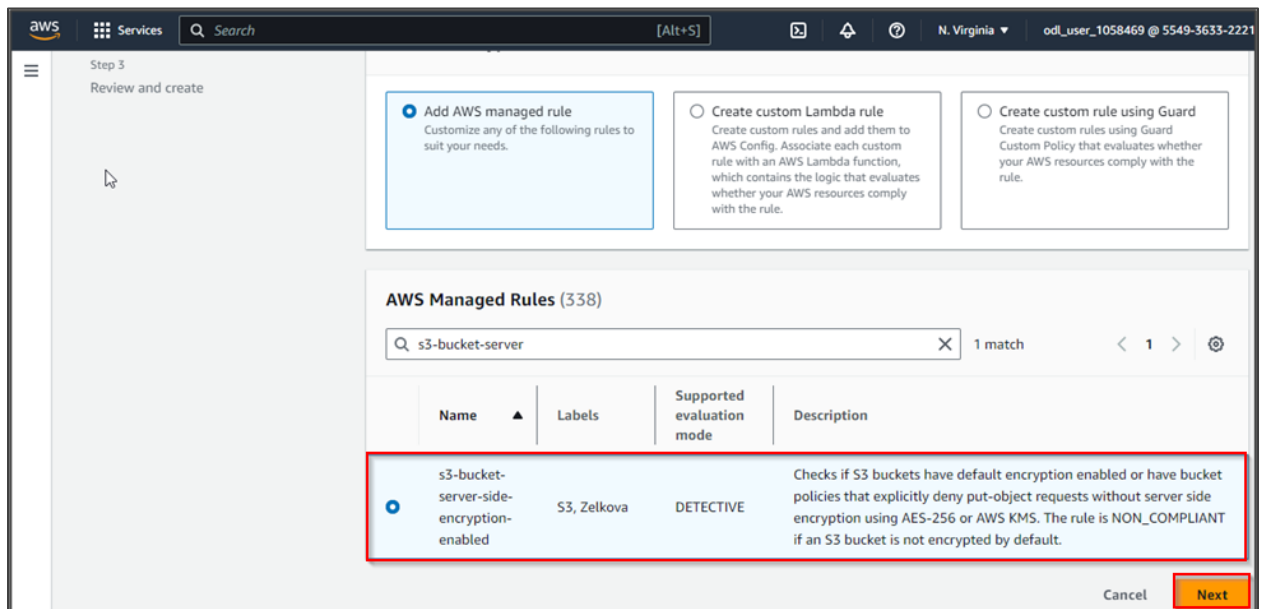 aws Services Search [Alt+S] N. Virginia ▼ odl_user_1058469 @ 5549-3633-2221
Step 3
Review and create
Add AWS managed rule
Customize any of the following rules to
suit your needs.
Create custom Lambda rule
Create custom rules and add them to
AWS Config. Associate each custom
rule with an AWS Lambda function,
which contains the logic that evaluates
whether your AWS resources comply
with the rule.
Create custom rule using Guard
Create custom rules using Guard
Custom Policy that evaluates whether
your AWS resources comply with the
rule.
AWS Managed Rules (338)
s3-bucket-server 1 match 1
Name ▲ Labels Supported
evaluation
mode Description
s3-bucket-
server-side-
encryption-
enabled
S3, Zelkova
DETECTIVE
Checks if S3 buckets have default encryption enabled or have bucket
policies that explicitly deny put-object requests without server side
encryption using AES-256 or AWS KMS. The rule is NON_COMPLIANT
if an S3 bucket is not encrypted by default.
Cancel Next